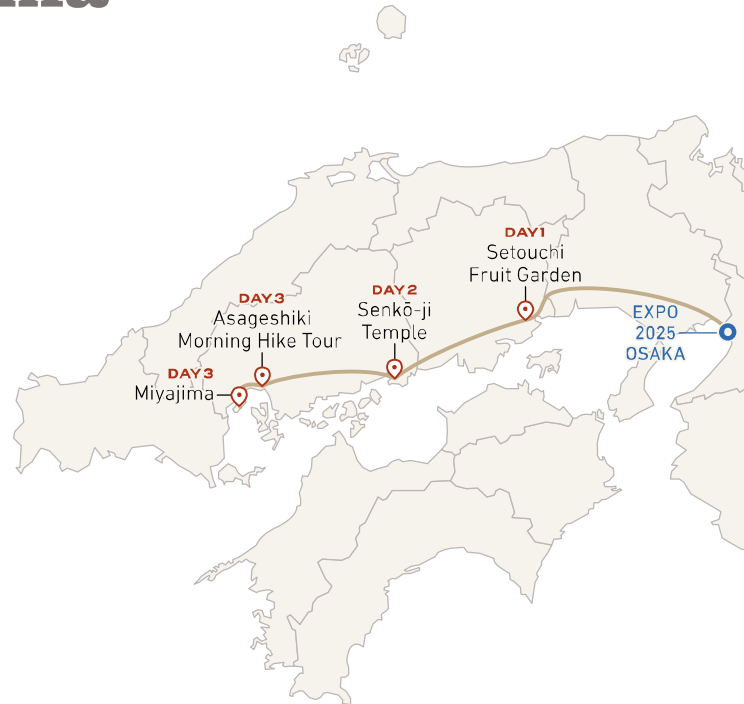 DAY1
Setouchi
Fruit Garden
DAY2
Senkō-ji
Temple
DAY3
Asageshiki
Morning Hike Tour
DAY3
Miyajima
EXPO
2025
OSAKA